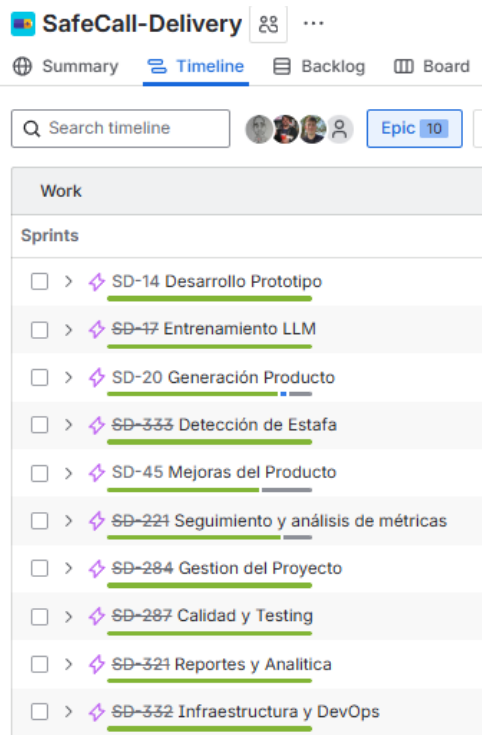 SafeCall-Delivery
Summary Timeline Backlog Board
Search timeline Epic 10
Work
Sprints
SD-14 Desarrollo Prototipo
SD-17 Entrenamiento LLM
SD-20 Generación Producto
SD-333 Detección de Estafa
SD-45 Mejoras del Producto
SD-221 Seguimiento y análisis de métricas
SD-284 Gestion del Proyecto
SD-287 Calidad y Testing
SD-321 Reportes y Analitica
SD-332 Infraestructura y DevOps